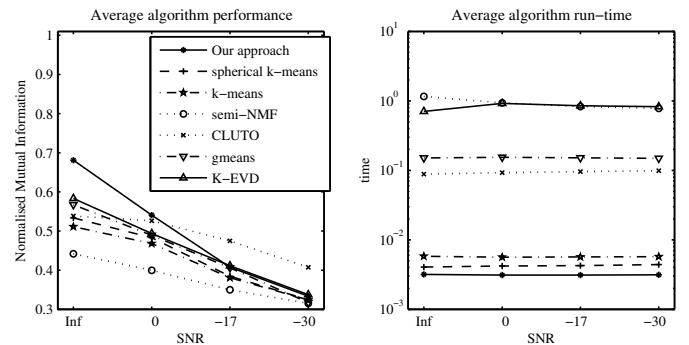 Average algorithm performance
1
0.9
0.8
0.7
0.6
0.5
0.4
0.3
Normalised Mutual Information
Inf
0
−17
−30
SNR
Our approach
spherical k−means
k−means
semi−NMF
CLUTO
gmeans
K−EVD
Average algorithm run−time
10^1
10^0
10^−1
10^−2
10^−3
time
Inf
0
−17
−30
SNR